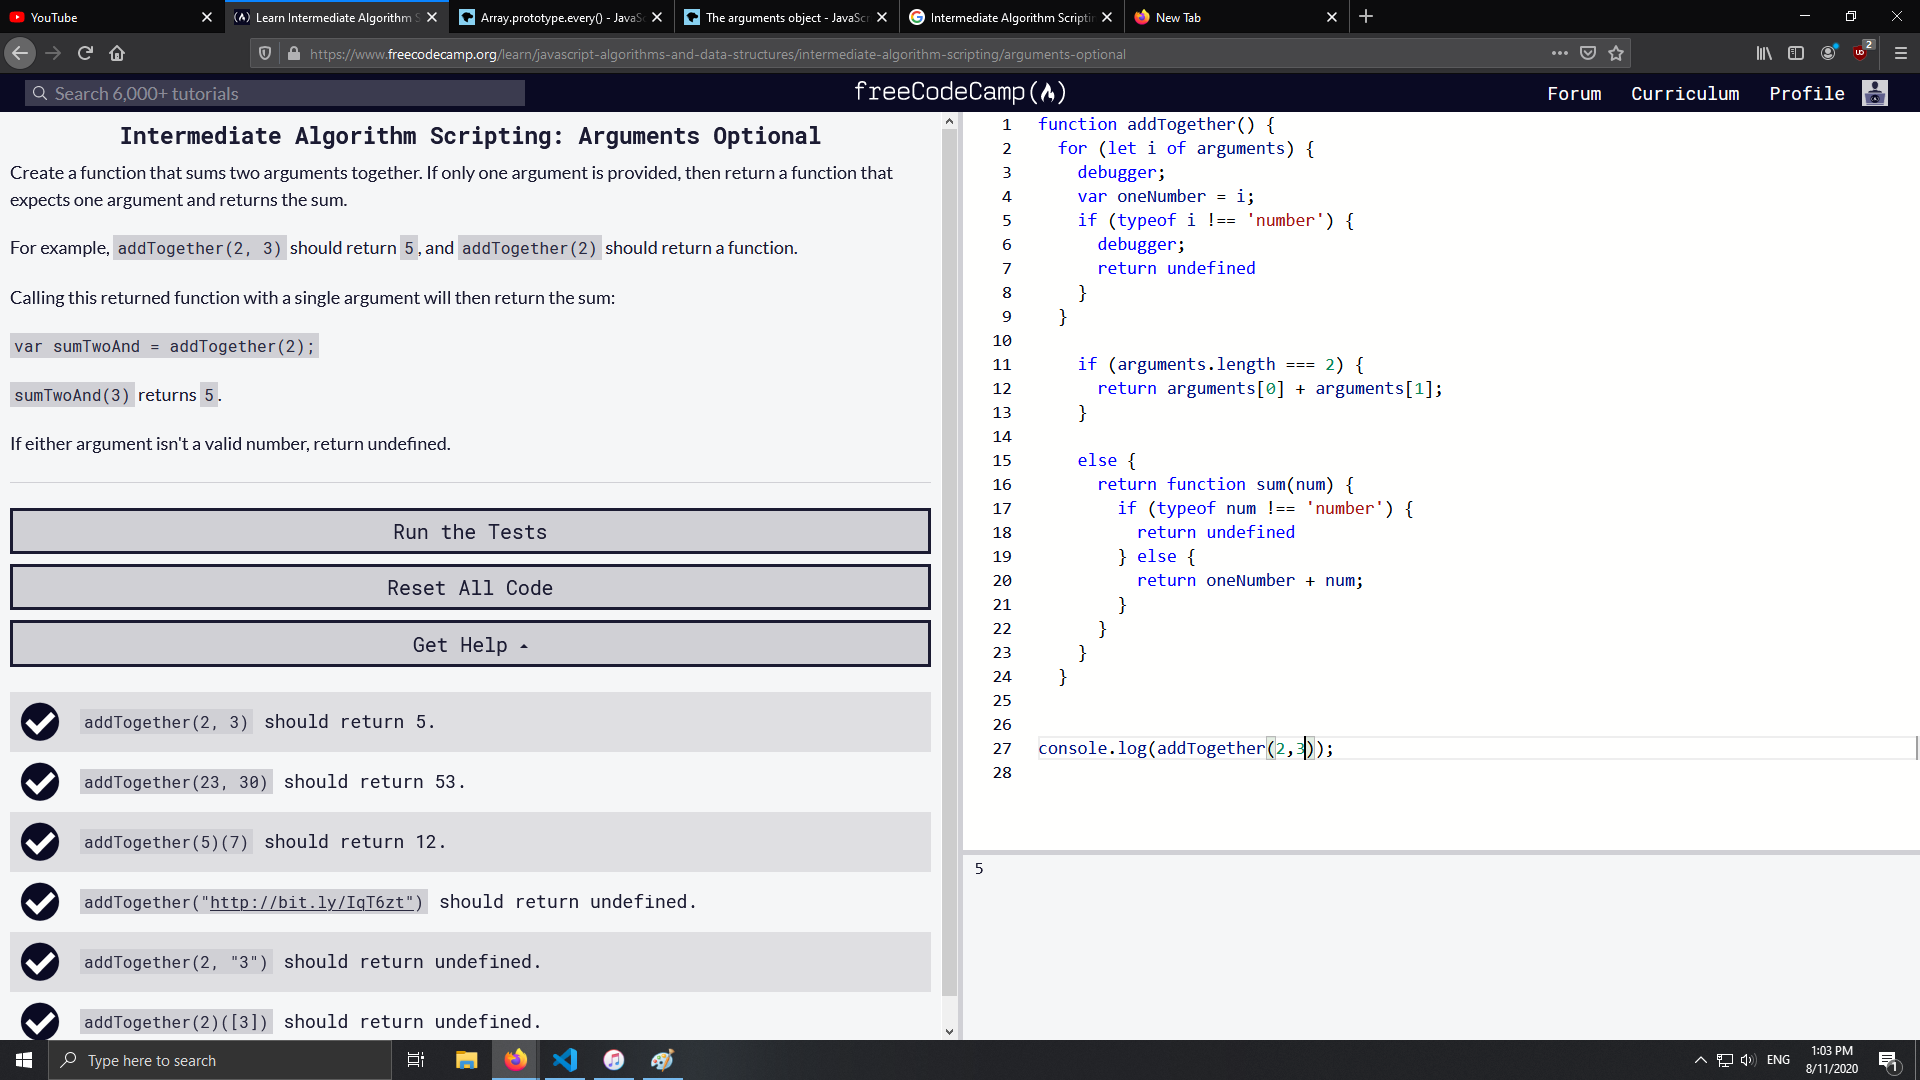 YouTube
Learn Intermediate Algorithm S
Array.prototype.every() - JavaSc
The arguments object - JavaScr
Intermediate Algorithm Scriptin
New Tab
https://www.freecodecamp.org/learn/javascript-algorithms-and-data-structures/intermediate-algorithm-scripting/arguments-optional
2
Search 6,000+ tutorials
freeCodeCamp(🔥)
Forum
Curriculum
Profile
Intermediate Algorithm Scripting: Arguments Optional
Create a function that sums two arguments together. If only one argument is provided, then return a function that
expects one argument and returns the sum.
For example, addTogether(2, 3) should return 5, and addTogether(2) should return a function.
Calling this returned function with a single argument will then return the sum:
var sumTwoAnd = addTogether(2);
sumTwoAnd(3) returns 5.
If either argument isn't a valid number, return undefined.
Run the Tests
Reset All Code
Get Help
addTogether(2, 3) should return 5.
addTogether(23, 30) should return 53.
addTogether(5)(7) should return 12.
addTogether("http://bit.ly/IqT6zt") should return undefined.
addTogether(2, "3") should return undefined.
addTogether(2)([3]) should return undefined.
1 function addTogether() {
2 for (let i of arguments) {
3 debugger;
4 var oneNumber = i;
5 if (typeof i !== 'number') {
6 debugger;
7 return undefined
8 }
9 }
10
11 if (arguments.length === 2) {
12 return arguments[0] + arguments[1];
13 }
14
15 else {
16 return function sum(num) {
17 if (typeof num !== 'number') {
18 return undefined
19 } else {
20 return oneNumber + num;
21 }
22 }
23 }
24 }
25
26
27 console.log(addTogether(2,3));
28
5
Type here to search
ENG
1:03 PM
8/11/2020
1